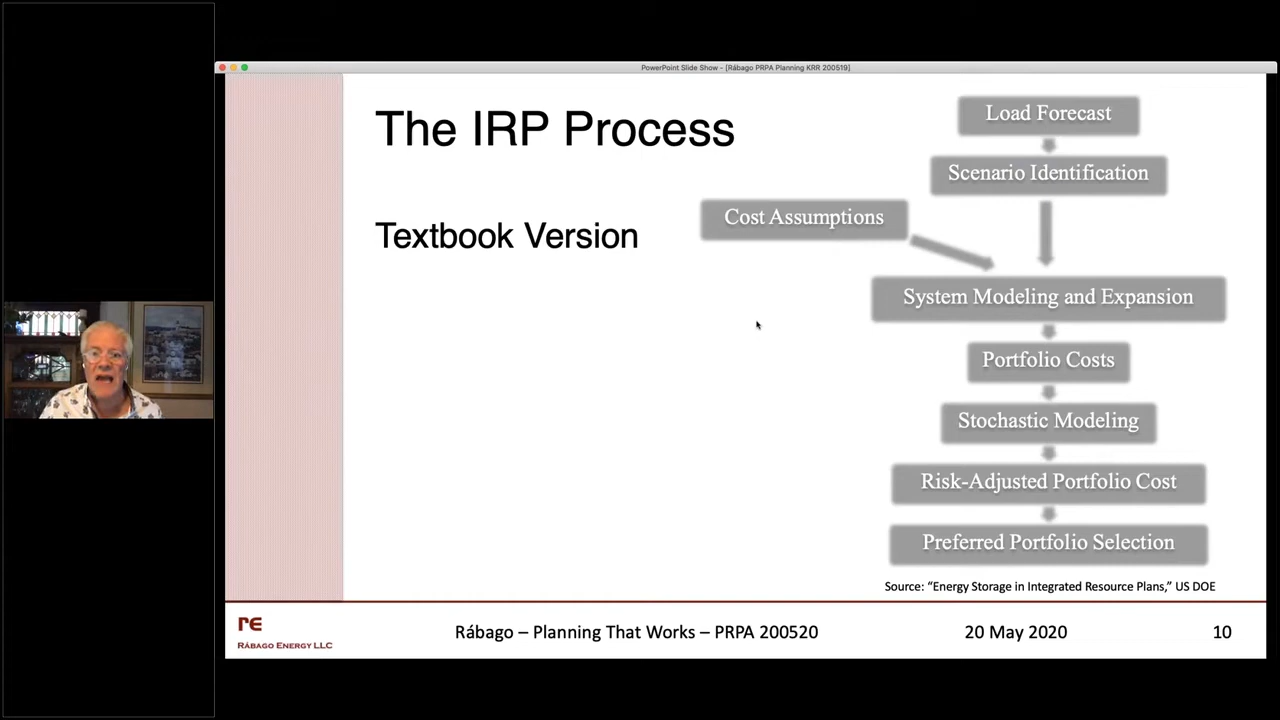 PowerPoint Slide Show - [Rábago PRPA Planning KRR 200519]
The IRP Process
Textbook Version
Load Forecast
Scenario Identification
Cost Assumptions
System Modeling and Expansion
Portfolio Costs
Stochastic Modeling
Risk-Adjusted Portfolio Cost
Preferred Portfolio Selection
Source: “Energy Storage in Integrated Resource Plans,” US DOE
re
RÁBAGO ENERGY LLC
Rábago – Planning That Works – PRPA 200520
20 May 2020
10